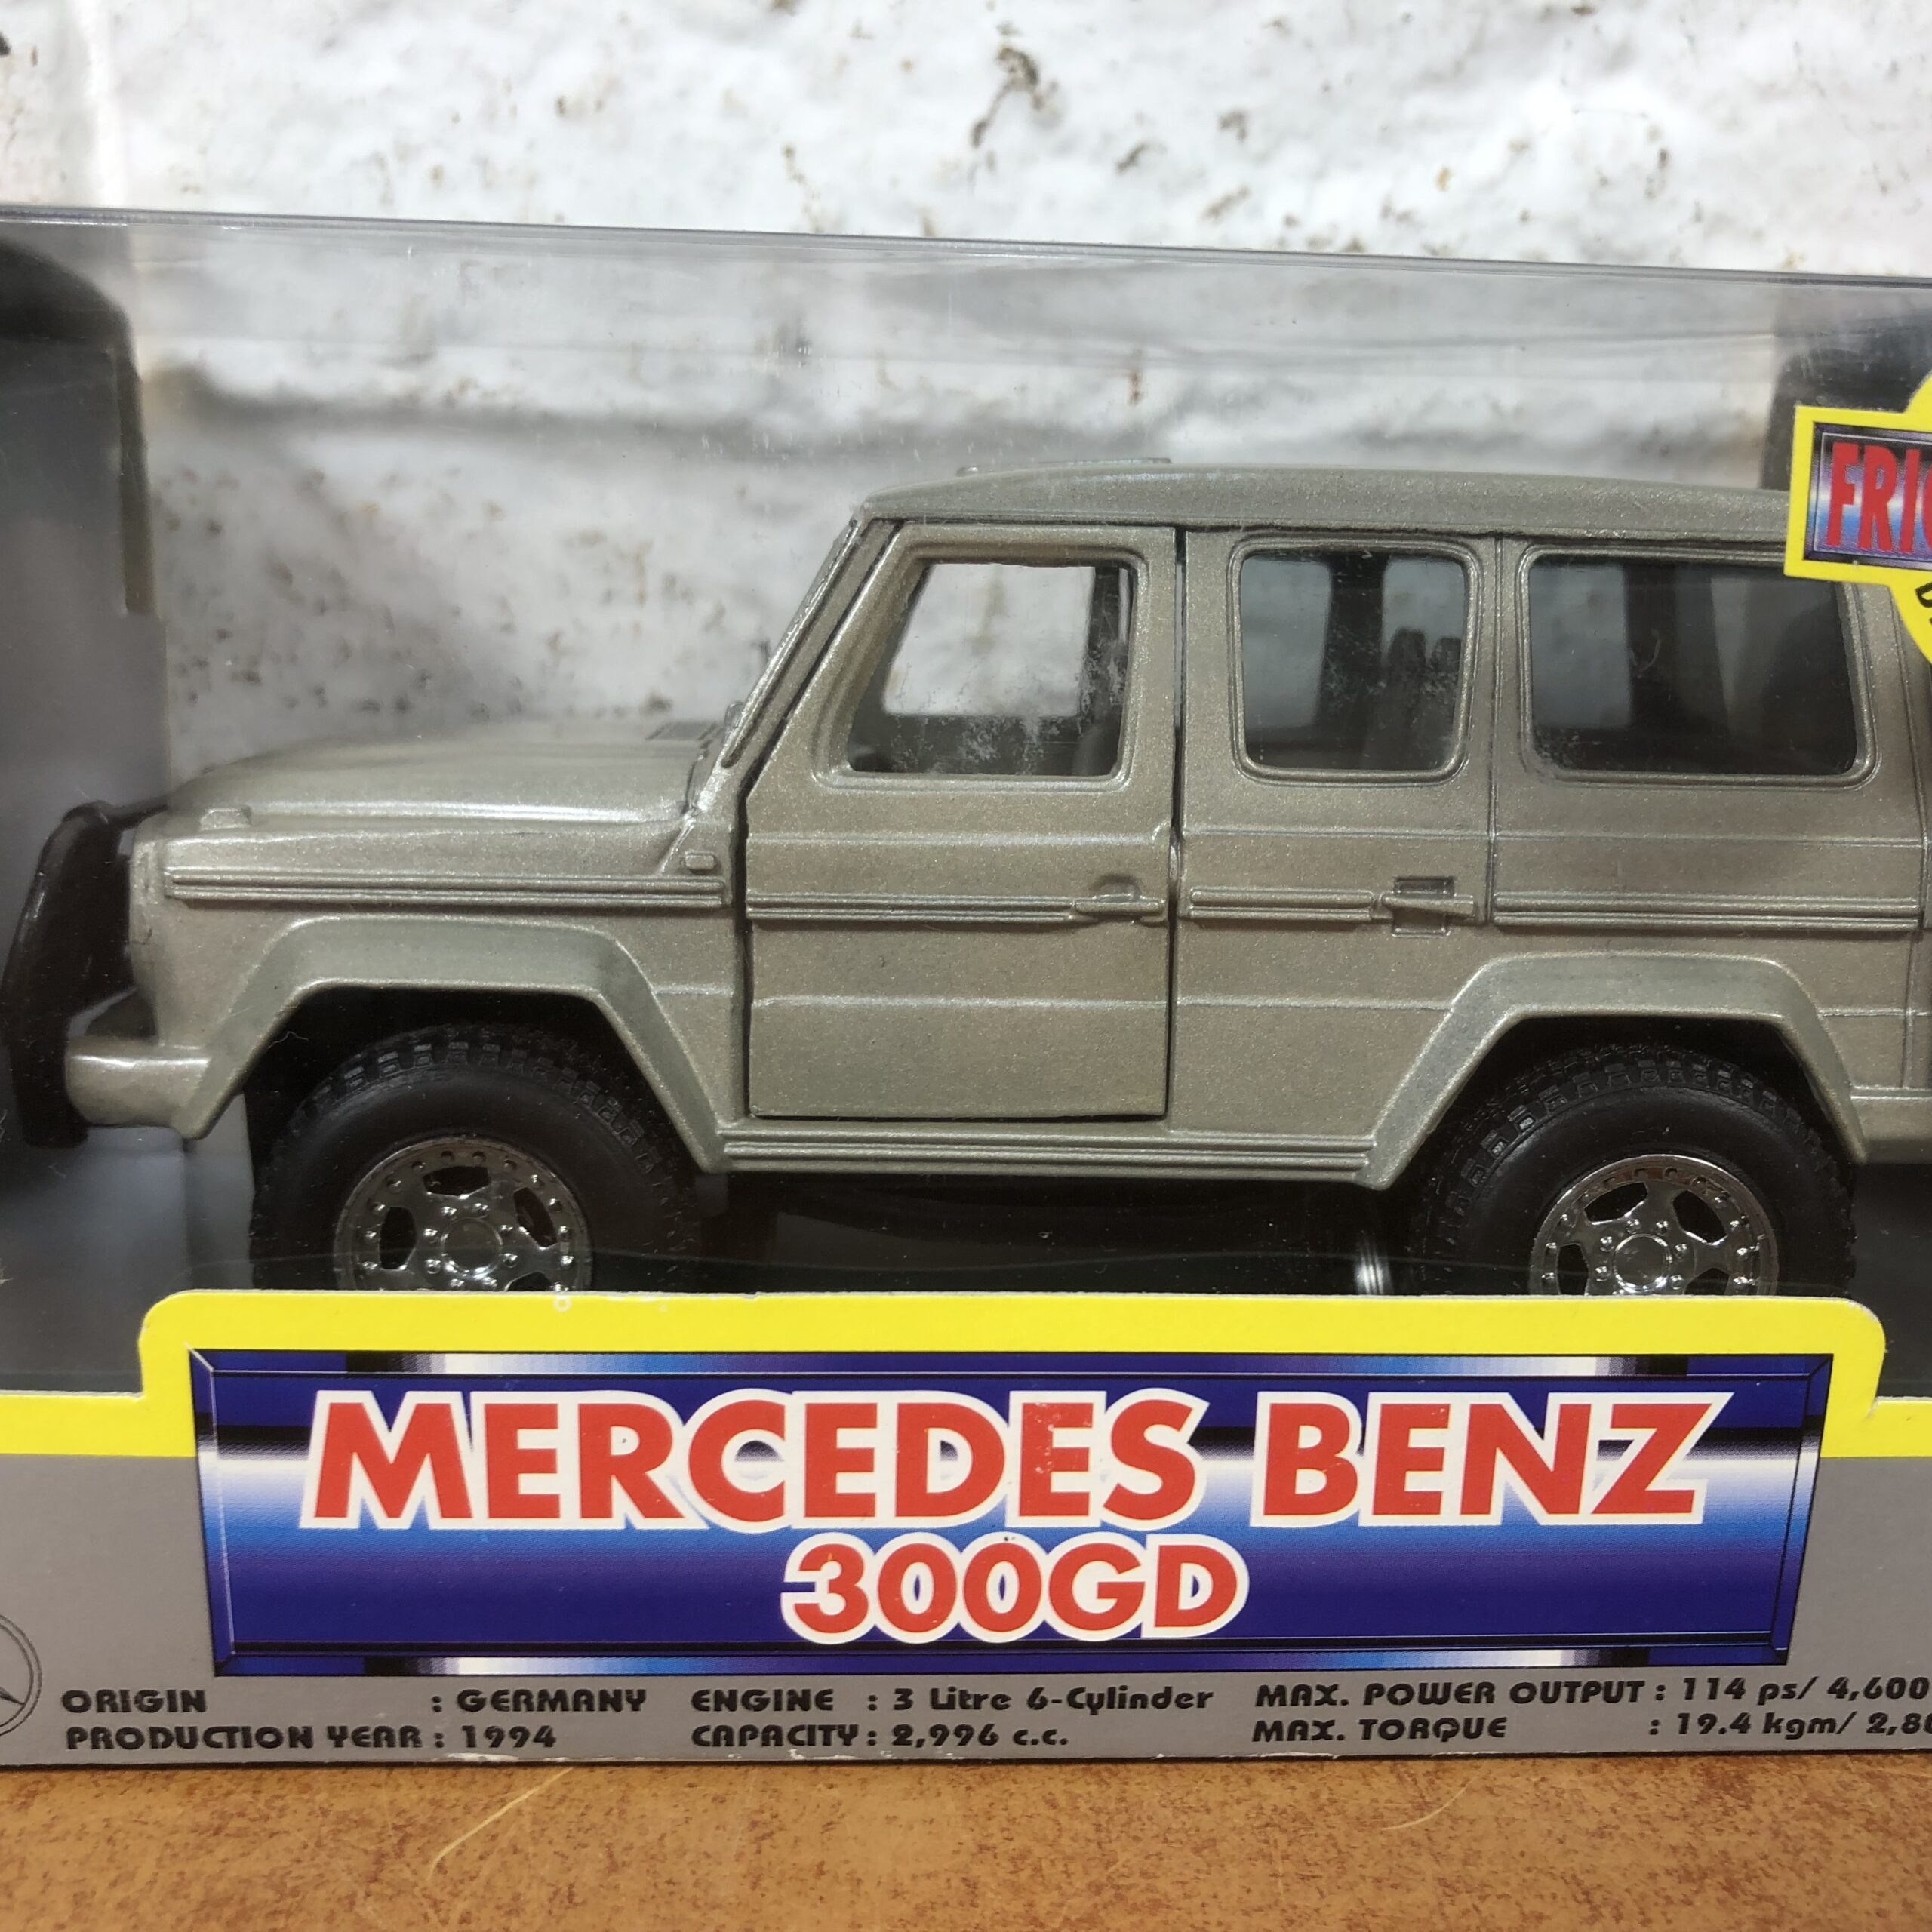 MERCEDES BENZ
300GD
ORIGIN : GERMANY ENGINE : 3 Litre 6-Cylinder MAX. POWER OUTPUT : 114 ps/ 4,600
PRODUCTION YEAR : 1994 CAPACITY : 2,996 c.c. MAX. TORQUE : 19.4 kgm/